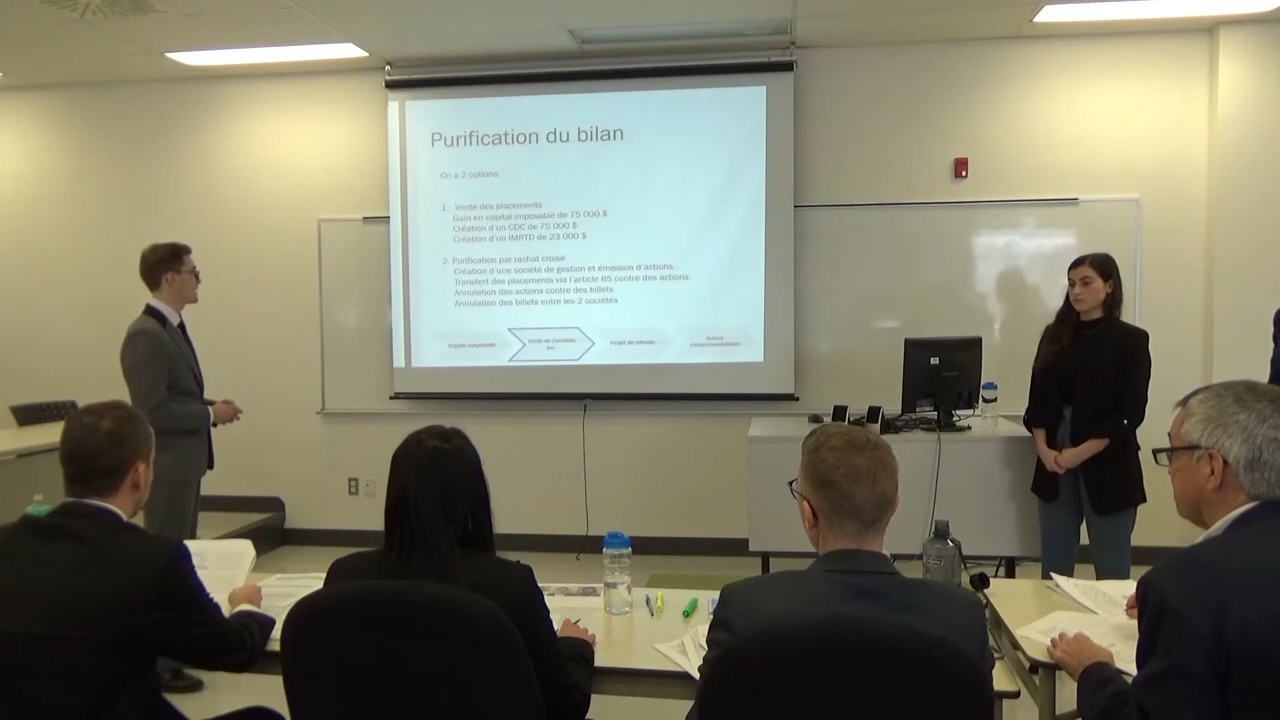 Purification du bilan
On a 2 options
1. Vente des placements
Gain en capital imposable de 75 000 $
Création d'un CDC de 75 000 $
Création d'un IMRTD de 23 000 $
2. Purification par rachat croisé
Création d'une société de gestion et émission d'actions
Transfert des placements via l'article 85 contre des actions
Annulation des actions contre des billets
Annulation des billets entre les 2 sociétés
Projet de retraite